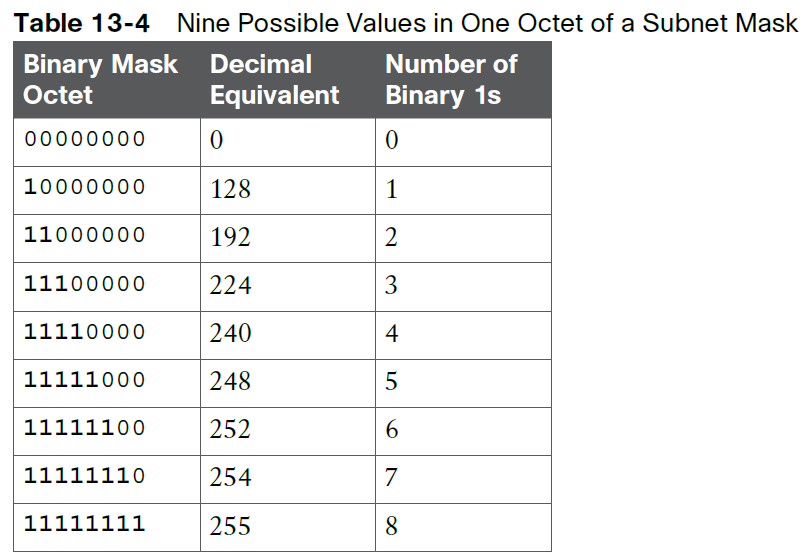 Table 13-4 Nine Possible Values in One Octet of a Subnet Mask
Binary Mask Octet Decimal Equivalent Number of Binary 1s
00000000 0 0
10000000 128 1
11000000 192 2
11100000 224 3
11110000 240 4
11111000 248 5
11111100 252 6
11111110 254 7
11111111 255 8